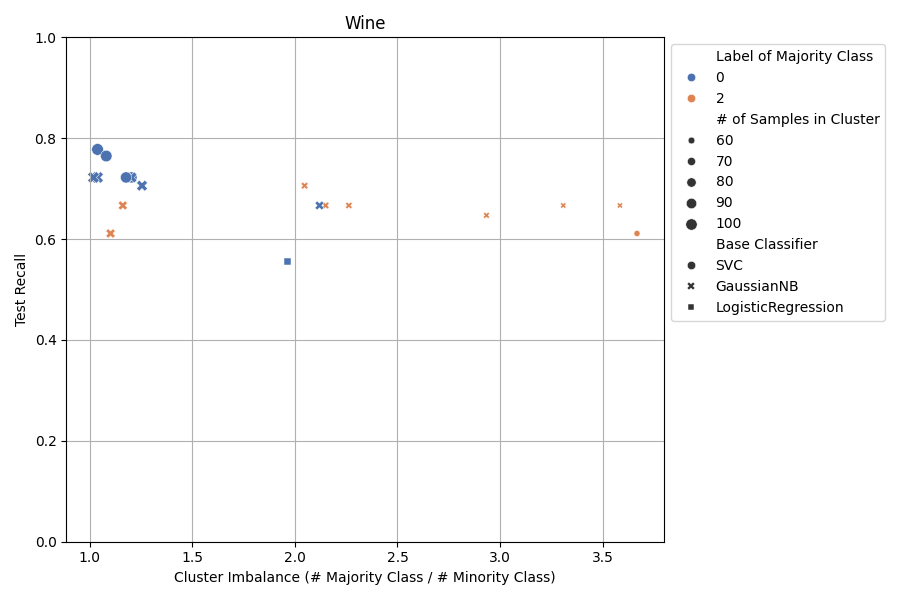 Wine
1.0
0.8
0.6
0.4
0.2
0.0
Test Recall
1.0 1.5 2.0 2.5 3.0 3.5
Cluster Imbalance (# Majority Class / # Minority Class)
Label of Majority Class
0
2
# of Samples in Cluster
60
70
80
90
100
Base Classifier
SVC
GaussianNB
LogisticRegression